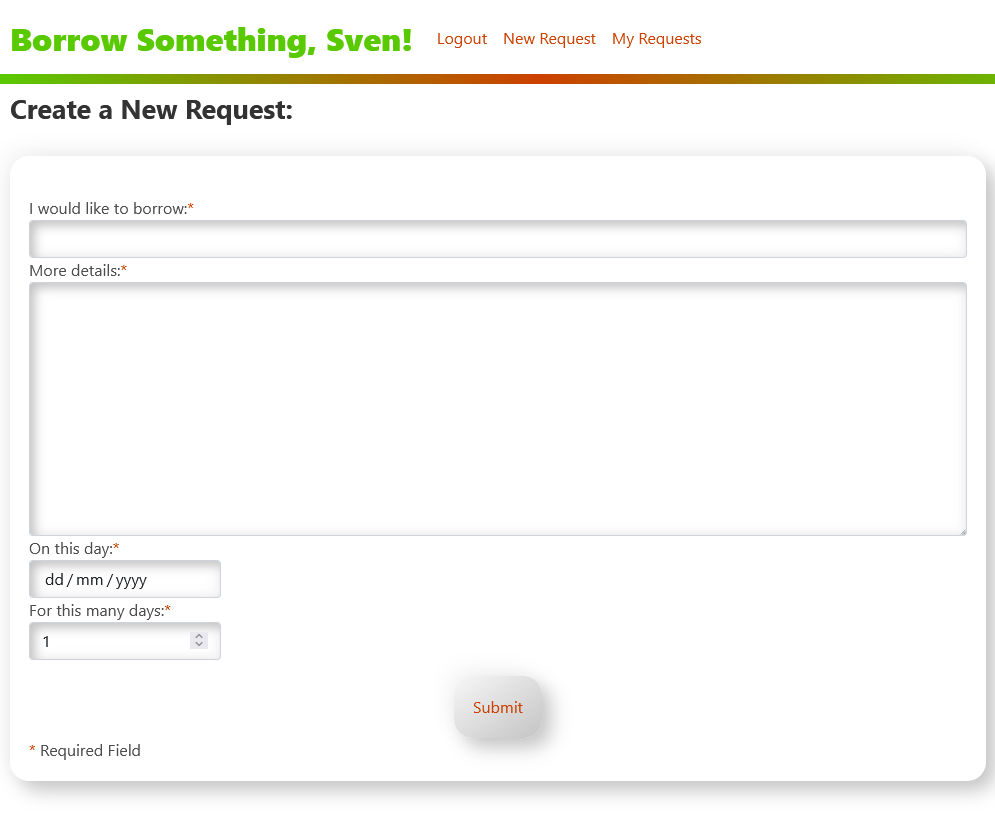 Borrow Something, Sven! Logout New Request My Requests
Create a New Request:
I would like to borrow:*
More details:*
On this day:*
dd / mm / yyyy
For this many days:*
1
Submit
* Required Field